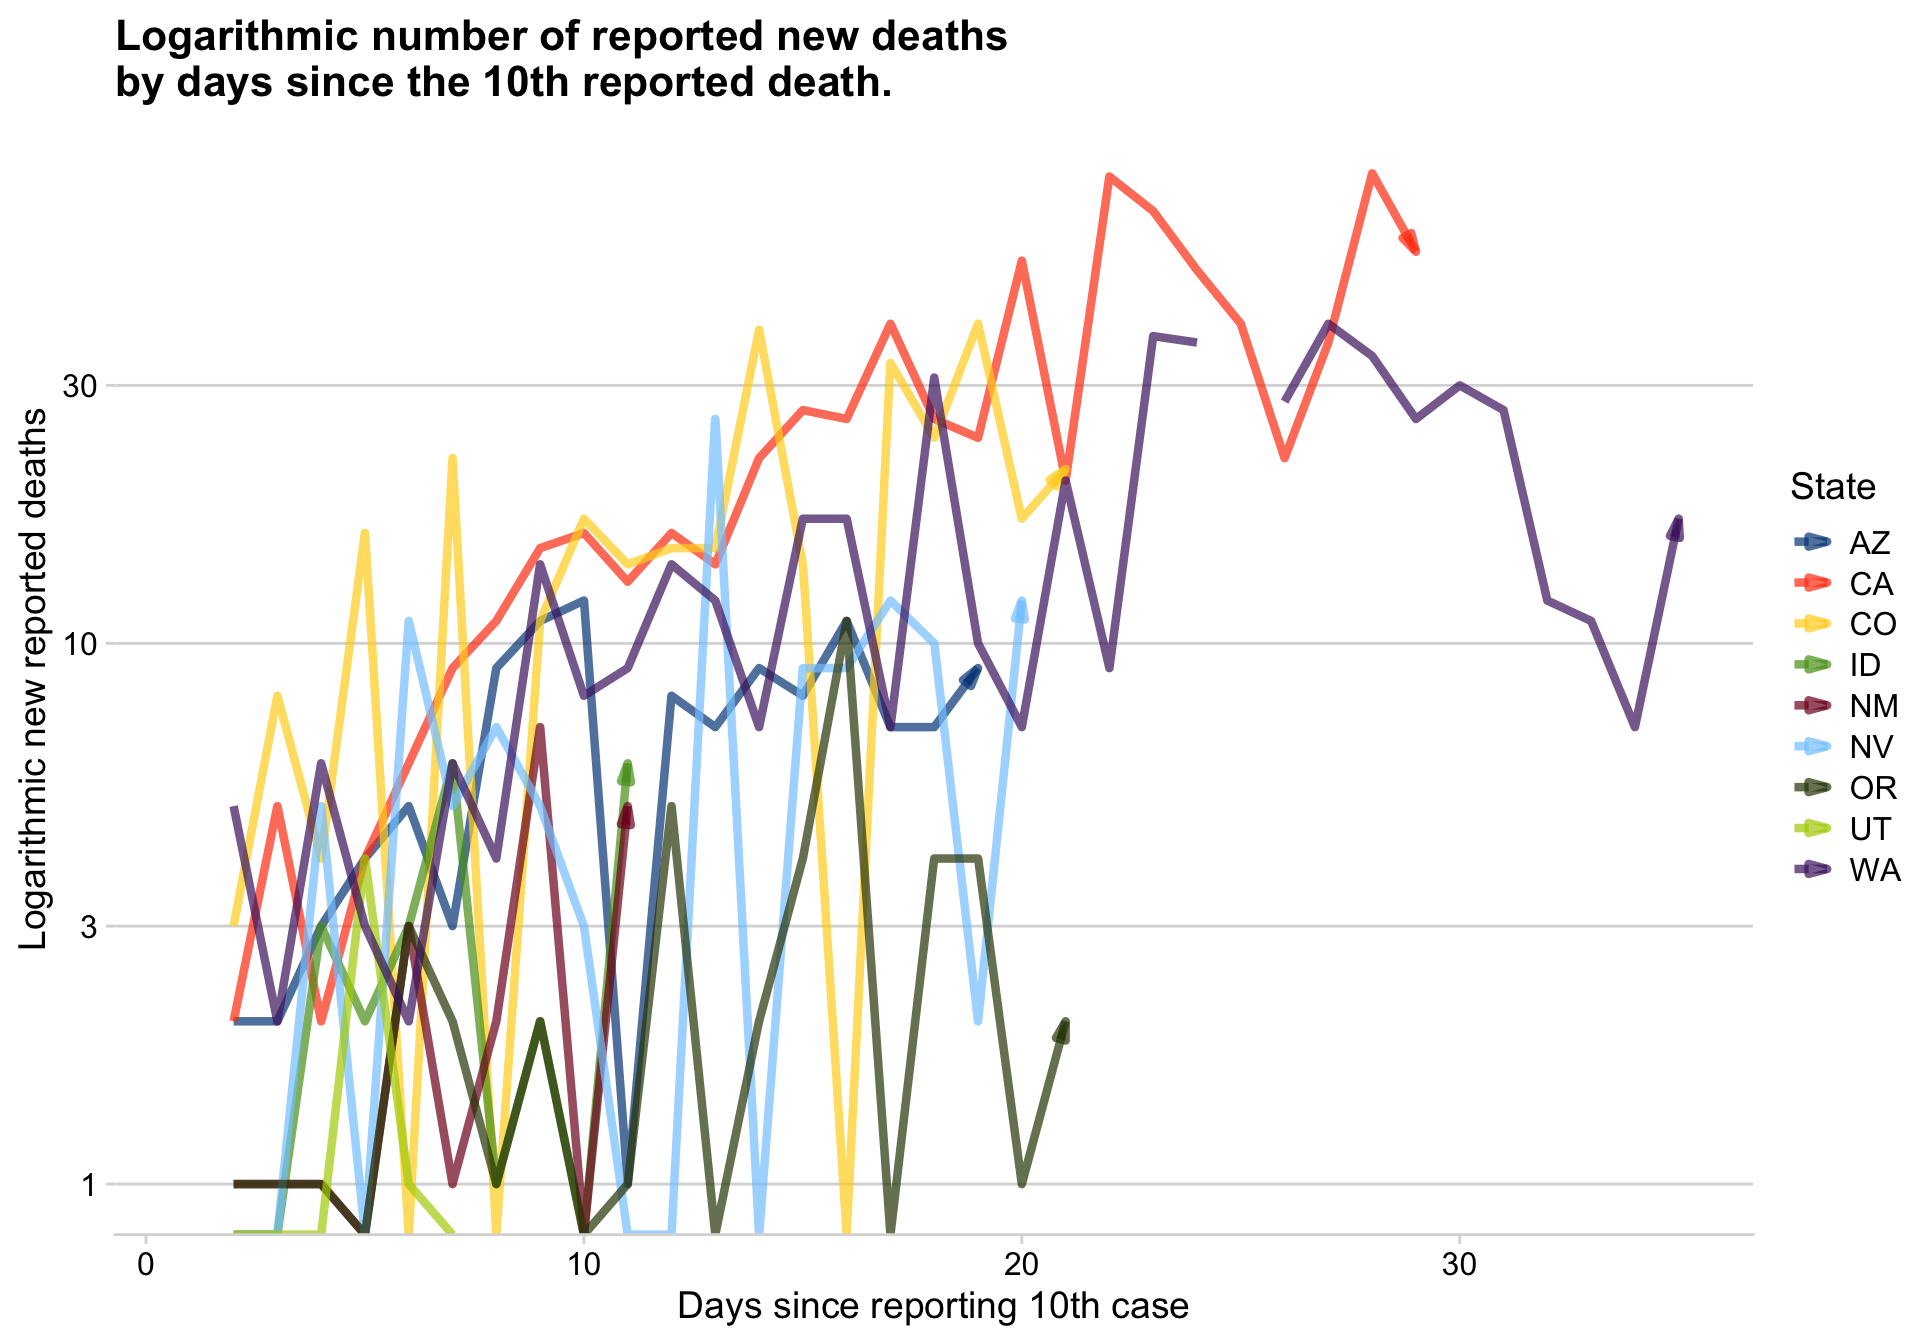 Logarithmic number of reported new deaths
by days since the 10th reported death.
Logarithmic new reported deaths
30
10
3
1
0
10
20
30
Days since reporting 10th case
State
AZ
CA
CO
ID
NM
NV
OR
UT
WA